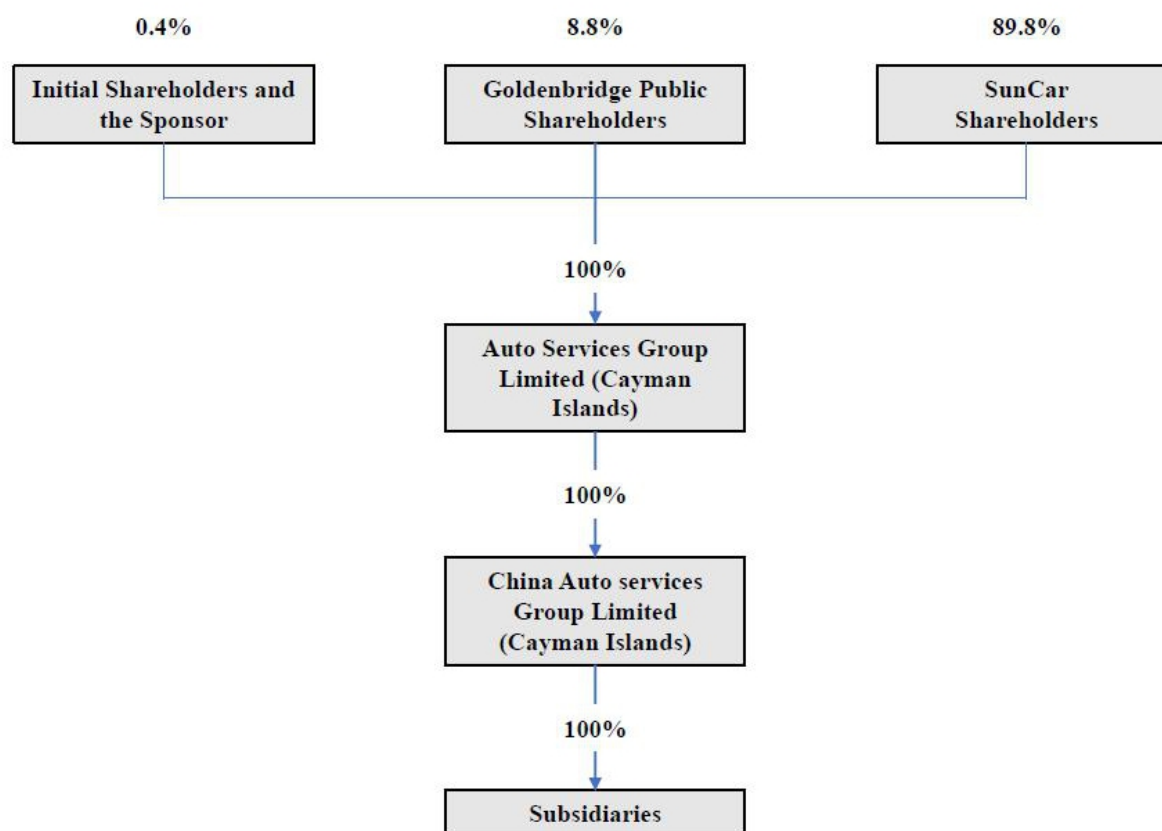 0.4%
8.8%
89.8%
Initial Shareholders and
the Sponsor
Goldenbridge Public
Shareholders
SunCar
Shareholders
100%
Auto Services Group
Limited (Cayman
Islands)
100%
China Auto services
Group Limited
(Cayman Islands)
100%
Subsidiaries